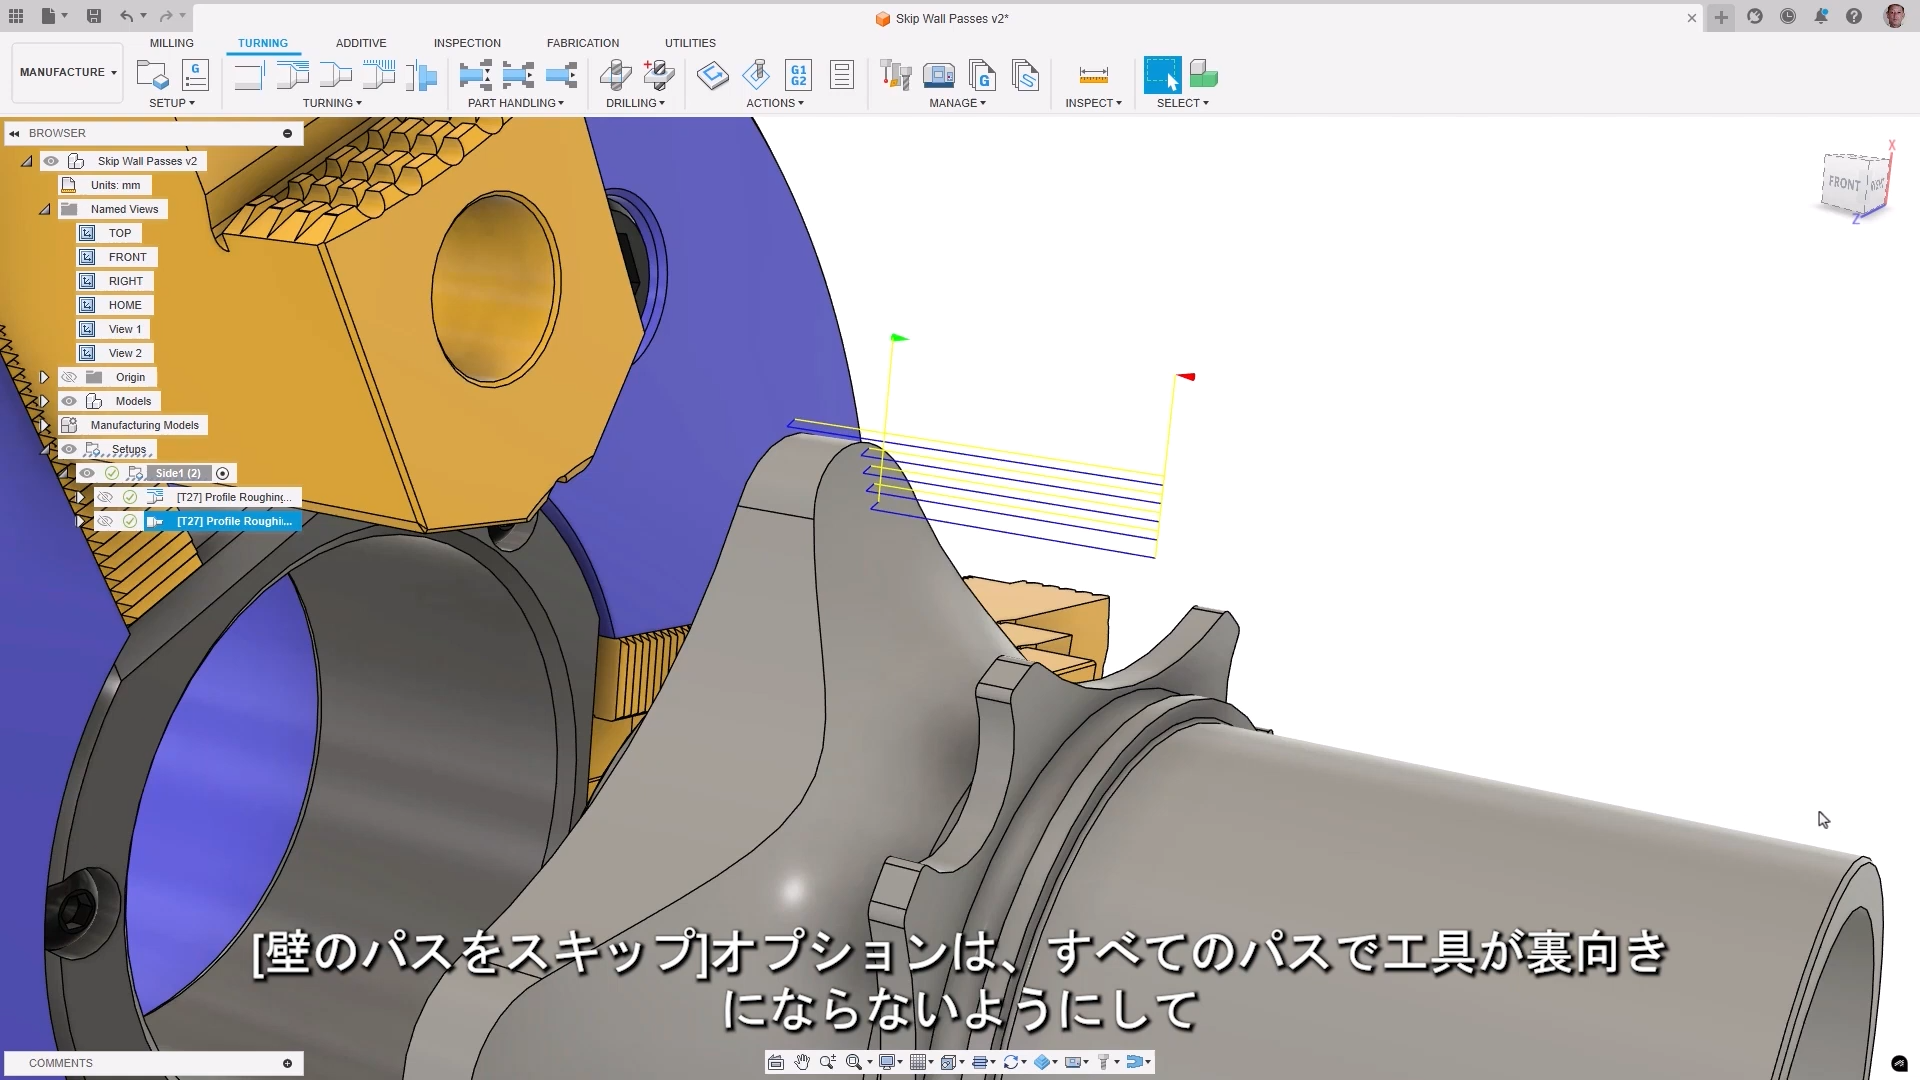 Skip Wall Passes v2*
MILLING
TURNING
ADDITIVE
INSPECTION
FABRICATION
UTILITIES
MANUFACTURE
G
G1
G2
G
SETUP
TURNING
PART HANDLING
DRILLING
ACTIONS
MANAGE
INSPECT
SELECT
BROWSER
Skip Wall Passes v2
Units: mm
Named Views
TOP
FRONT
RIGHT
HOME
View 1
View 2
Origin
Models
Manufacturing Models
Setups
Side1 (2)
[T27] Profile Roughing...
[T27] Profile Roughi...
X
FRONT
RIGHT
Z
[壁のパスをスキップ]オプションは、すべてのパスで工具が裏向き
にならないようにして
COMMENTS